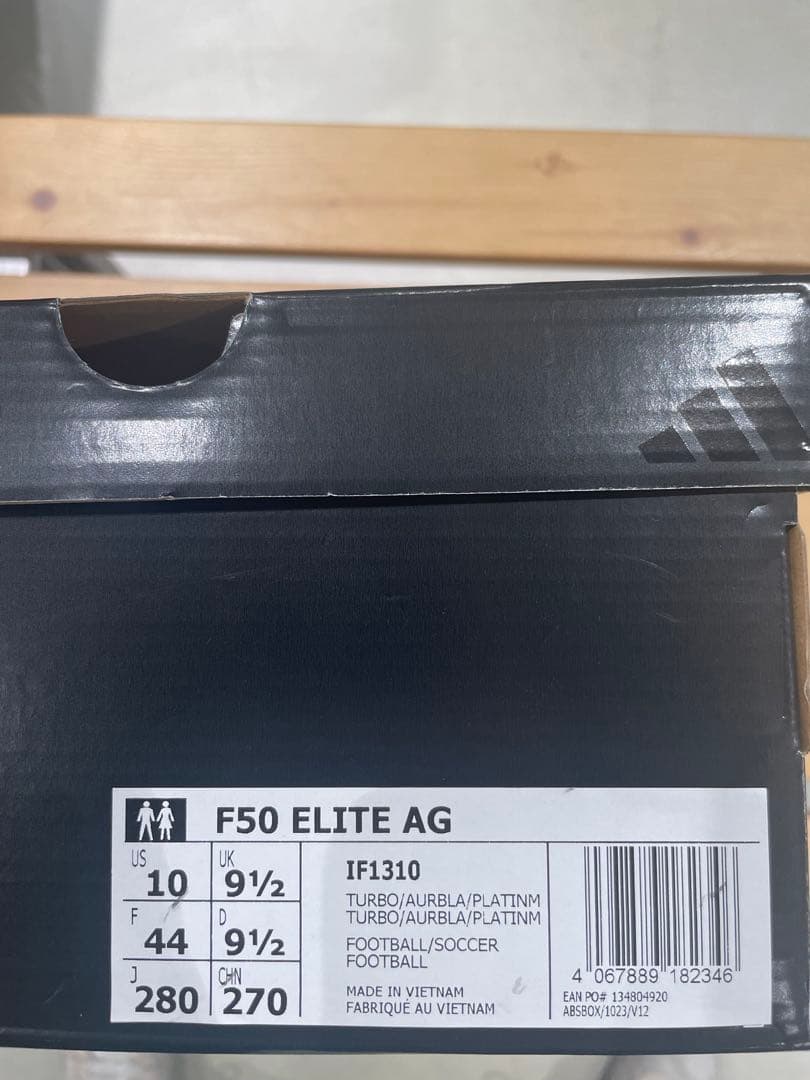 F50 ELITE AG
US
10
UK
9½
F
44
D
9½
J
280
CHN
270
IF1310
TURBO/AURBLA/PLATINM
TURBO/AURBLA/PLATINM
FOOTBALL/SOCCER
FOOTBALL
MADE IN VIETNAM
FABRIQUÉ AU VIETNAM
4 067889 182346
EAN PO# 134804920
ABSBOX/1023/V12